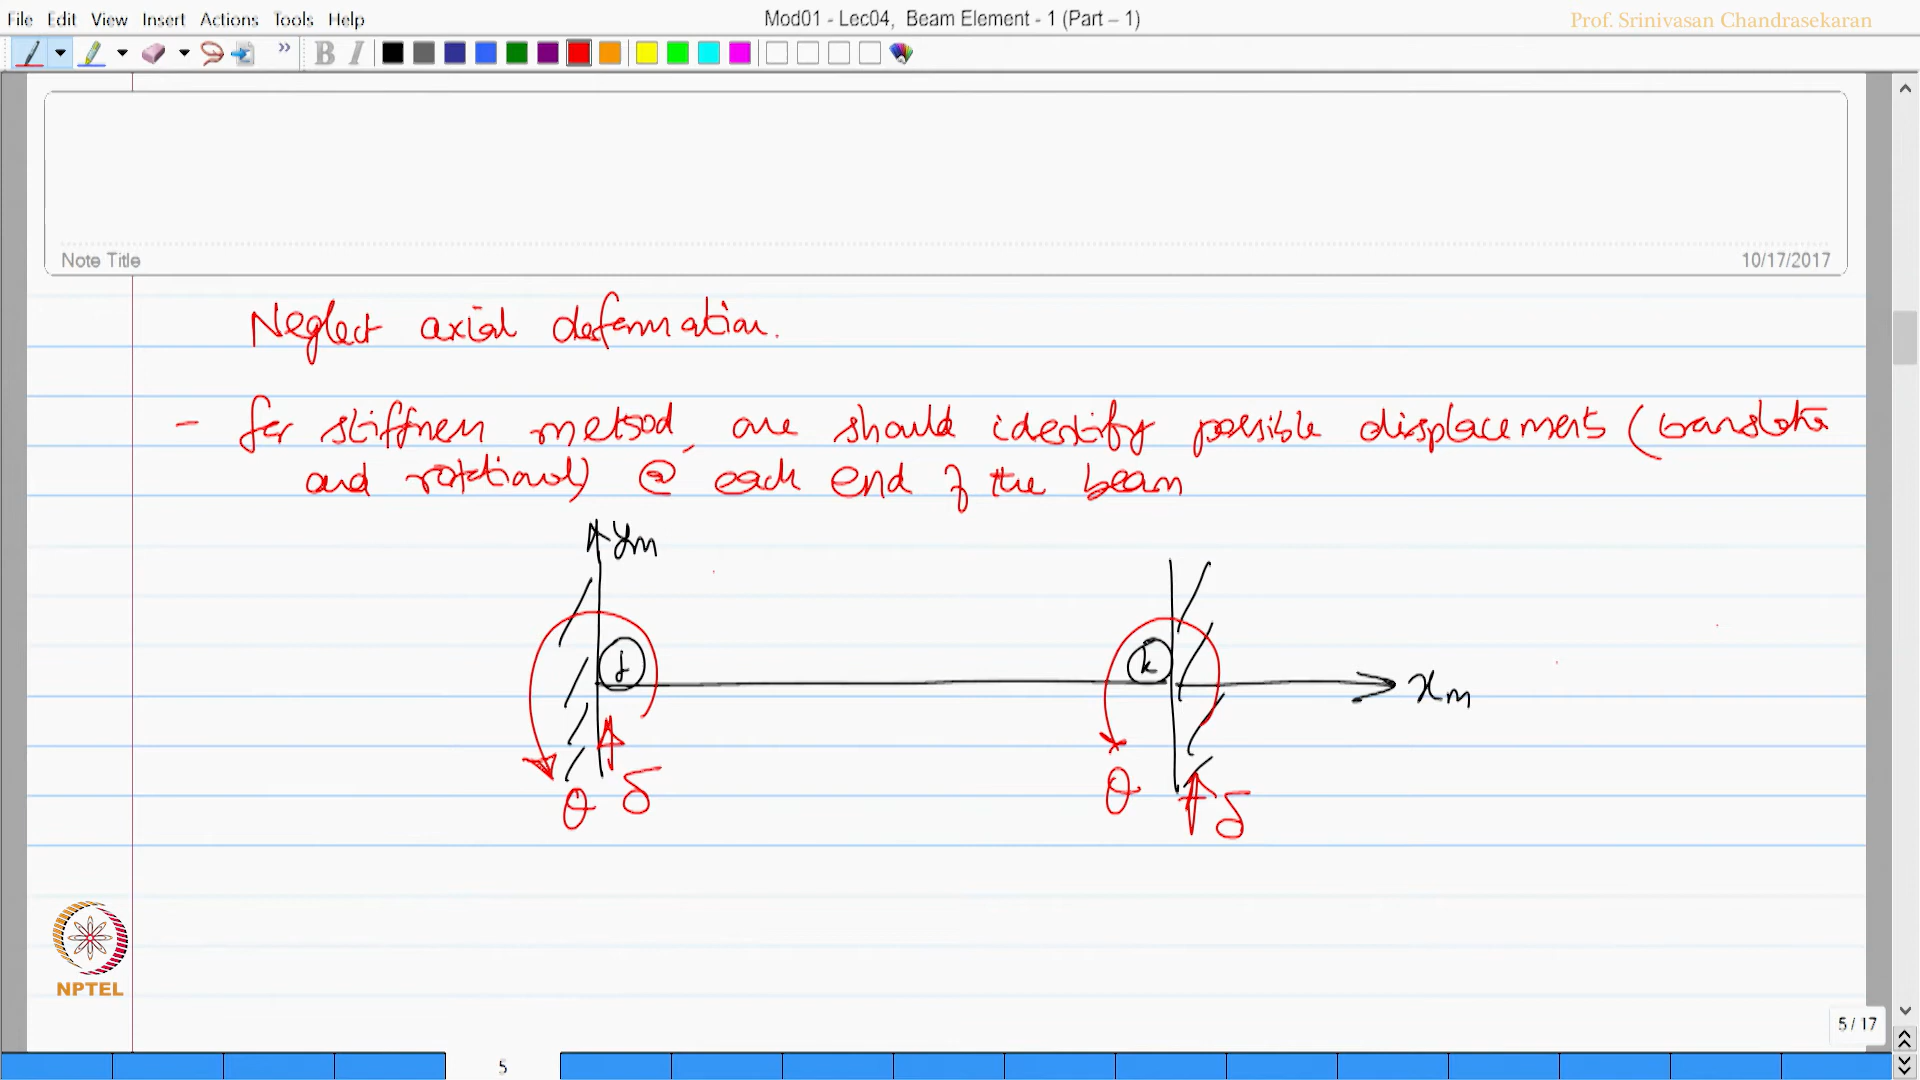 File Edit View Insert Actions Tools Help
Mod01 - Lec04, Beam Element - 1 (Part – 1)
Prof. Srinivasan Chandrasekaran
B I
Note Title
10/17/2017
Neglect axial deformation.
- for stiffness method, one should identify possible displacements (translation
and rotational) @ each end of the beam
ym
j
k
xm
θ δ
θ δ
NPTEL
5 / 17
5